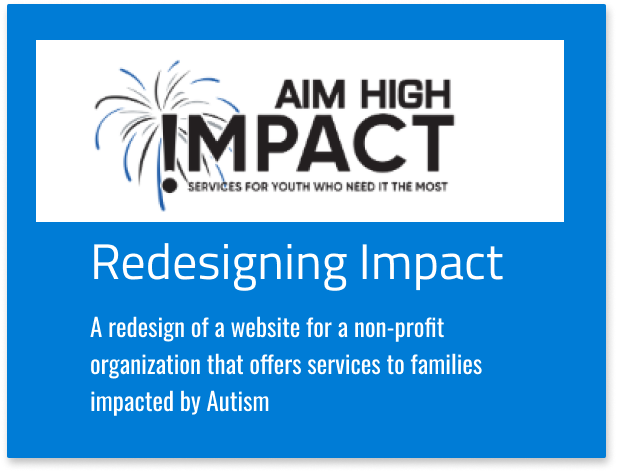 AIM HIGH
!MPACT
SERVICES FOR YOUTH WHO NEED IT THE MOST
Redesigning Impact
A redesign of a website for a non-profit
organization that offers services to families
impacted by Autism